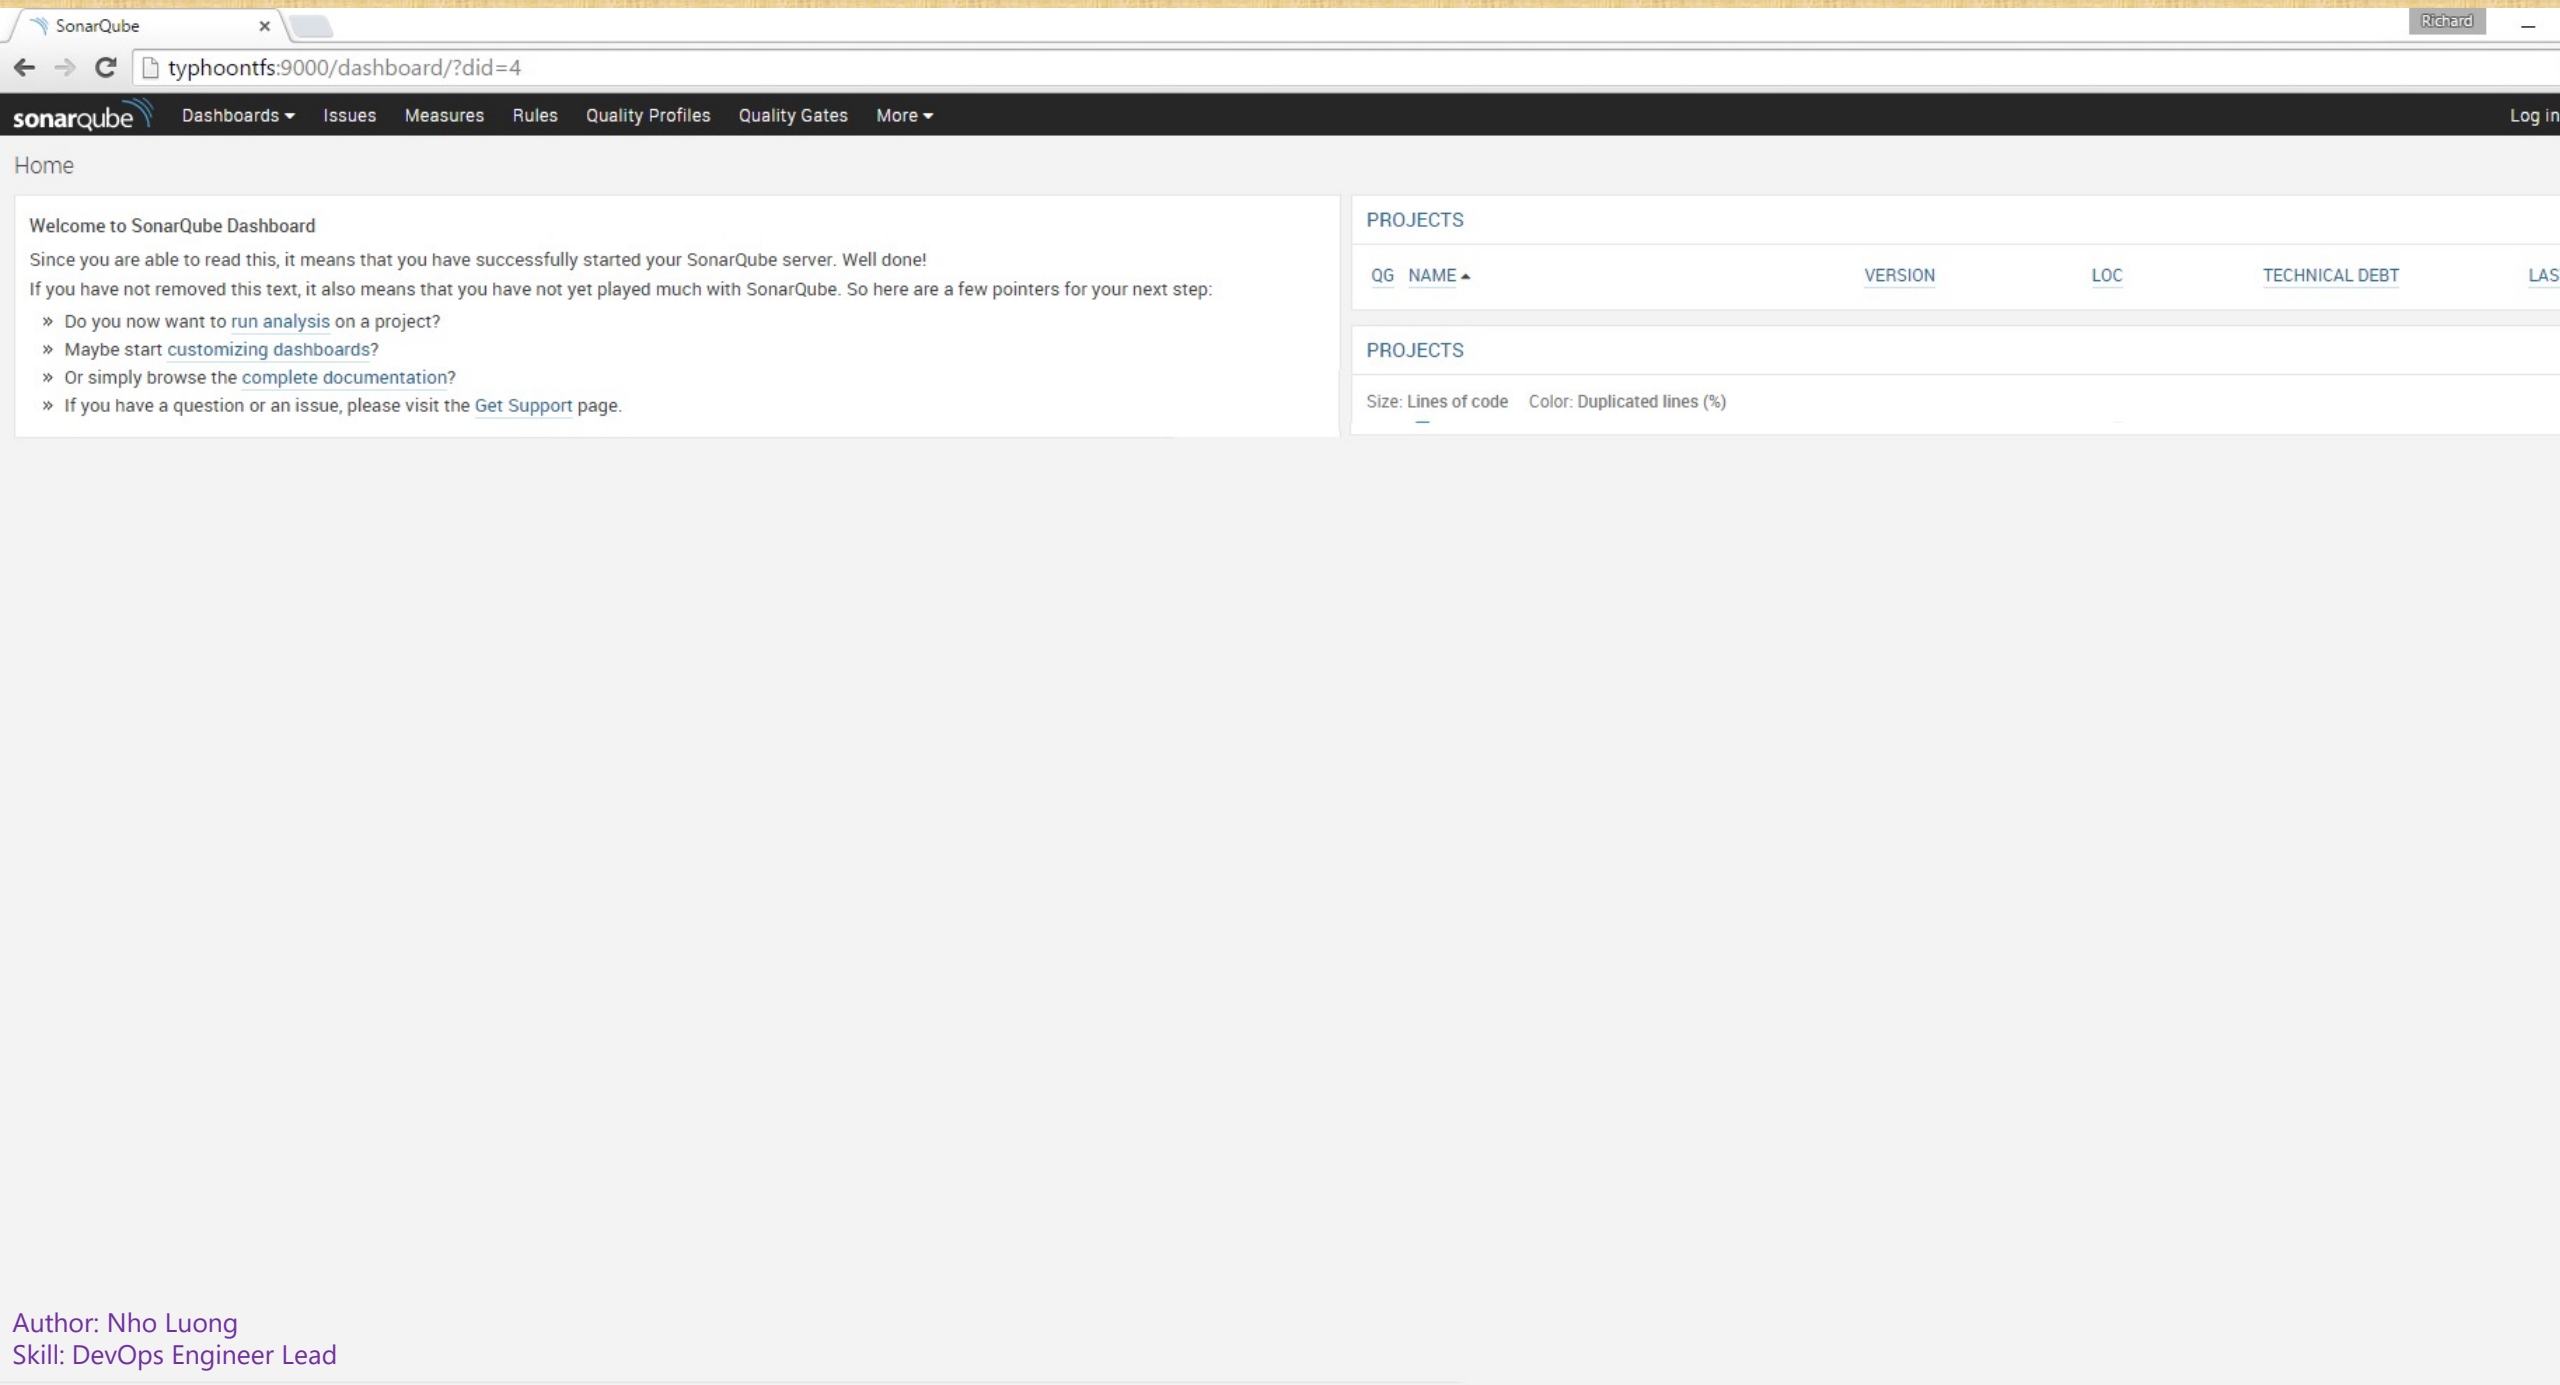 SonarQube
Richard
typhoontfs:9000/dashboard/?did=4
sonarqube Dashboards Issues Measures Rules Quality Profiles Quality Gates More Log in
Home
Welcome to SonarQube Dashboard
Since you are able to read this, it means that you have successfully started your SonarQube server. Well done!
If you have not removed this text, it also means that you have not yet played much with SonarQube. So here are a few pointers for your next step:
» Do you now want to run analysis on a project?
» Maybe start customizing dashboards?
» Or simply browse the complete documentation?
» If you have a question or an issue, please visit the Get Support page.
PROJECTS
QG NAME VERSION LOC TECHNICAL DEBT LAS
PROJECTS
Size: Lines of code Color: Duplicated lines (%)
Author: Nho Luong
Skill: DevOps Engineer Lead